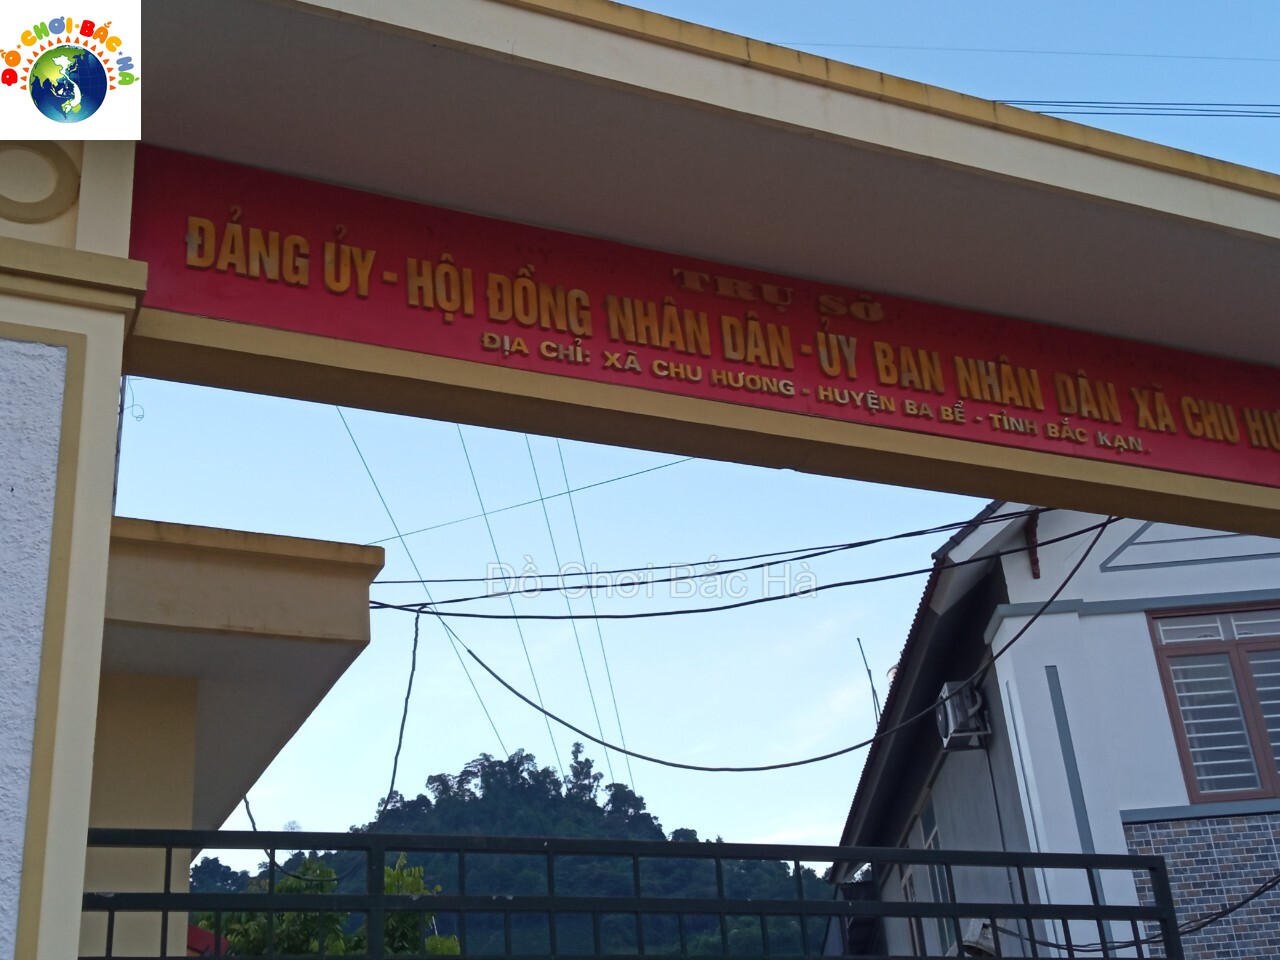 ĐỒ·CHƠI·BẮC·HÀ
TRỤ SỞ
ĐẢNG ỦY - HỘI ĐỒNG NHÂN DÂN - ỦY BAN NHÂN DÂN XÃ CHU
ĐỊA CHỈ: XÃ CHU HƯƠNG - HUYỆN BA BỂ - TỈNH BẮC KẠN
Đồ Chơi Bắc Hà